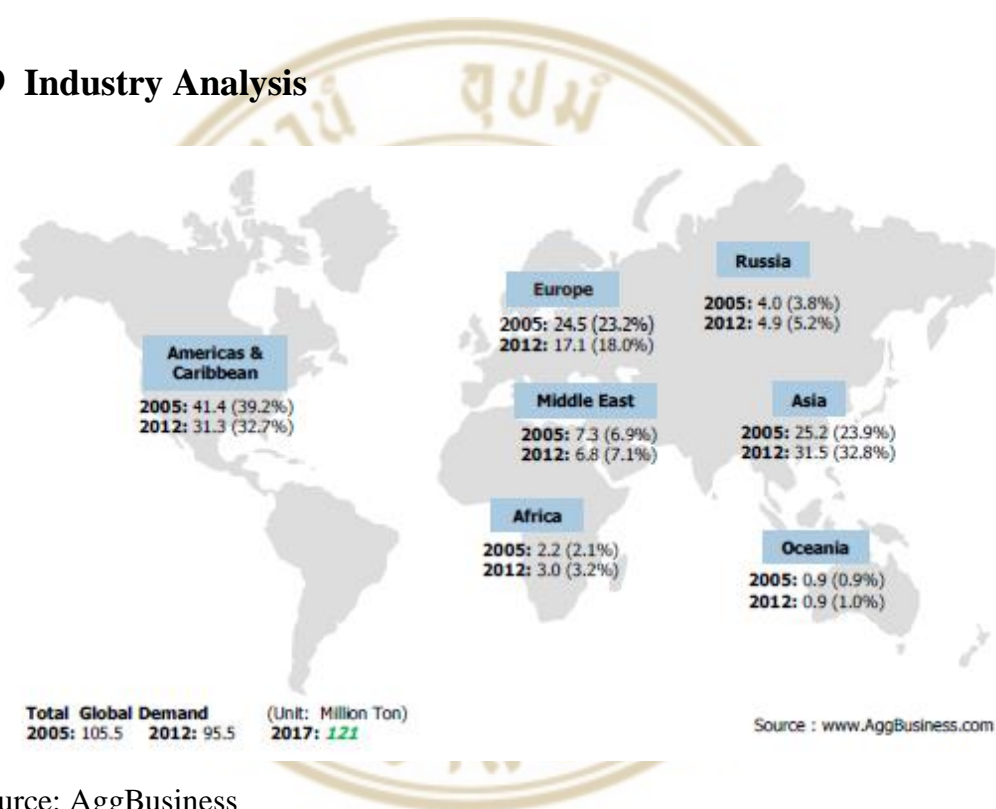 Industry Analysis
Russia
2005: 4.0 (3.8%)
2012: 4.9 (5.2%)
Europe
2005: 24.5 (23.2%)
2012: 17.1 (18.0%)
Americas &
Caribbean
2005: 41.4 (39.2%)
2012: 31.3 (32.7%)
Middle East
2005: 7.3 (6.9%)
2012: 6.8 (7.1%)
Asia
2005: 25.2 (23.9%)
2012: 31.5 (32.8%)
Africa
2005: 2.2 (2.1%)
2012: 3.0 (3.2%)
Oceania
2005: 0.9 (0.9%)
2012: 0.9 (1.0%)
Total Global Demand (Unit: Million Ton)
2005: 105.5 2012: 95.5 2017: 121
Source : www.AggBusiness.com
ource: AggBusiness